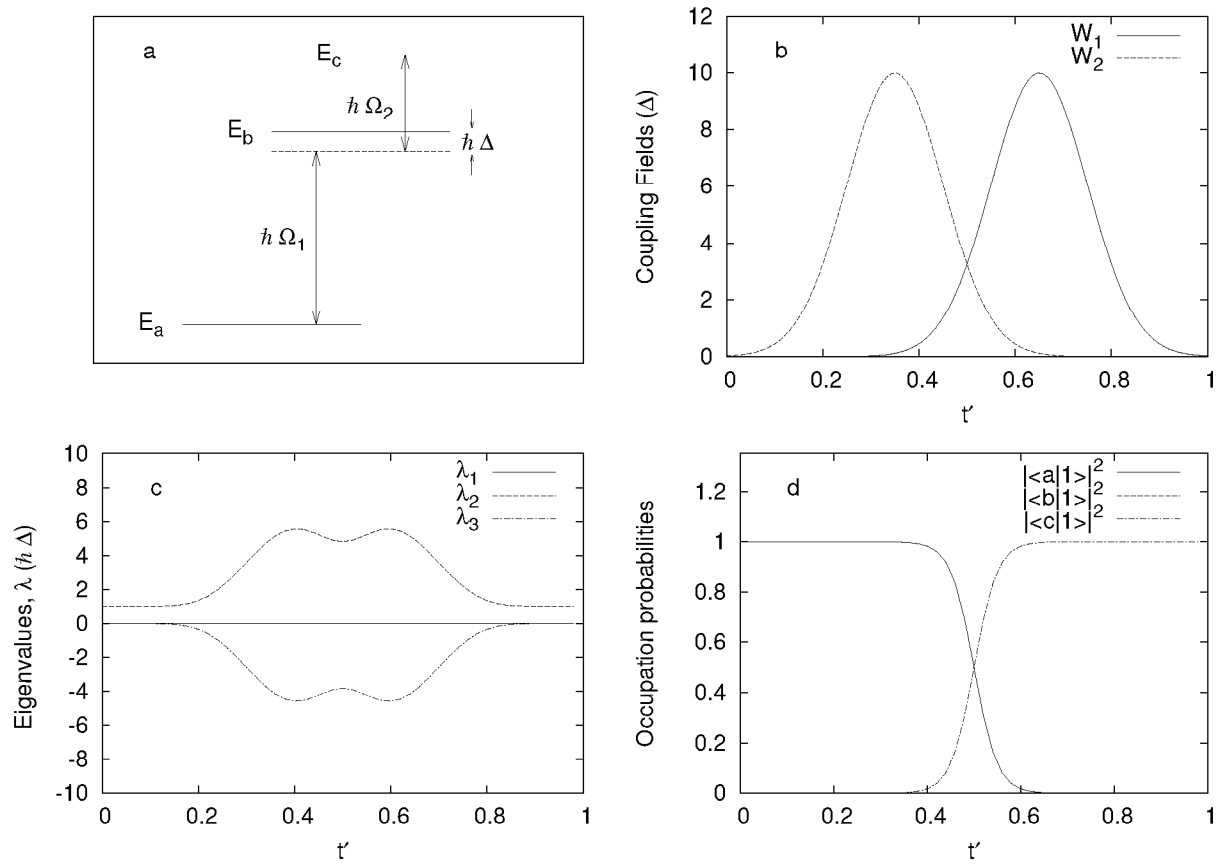 a
E_c
ħ Ω_2
E_b
ħ Δ
ħ Ω_1
E_a
b
W_1
W_2
Coupling Fields (Δ)
12
10
8
6
4
2
0
0 0.2 0.4 0.6 0.8 1
t′
c
λ_1
λ_2
λ_3
Eigenvalues, λ (ħ Δ)
10
8
6
4
2
0
-2
-4
-6
-8
-10
0 0.2 0.4 0.6 0.8 1
t′
d
|<a|1>|^2
|<b|1>|^2
|<c|1>|^2
Occupation probabilities
1.2
1
0.8
0.6
0.4
0.2
0
0 0.2 0.4 0.6 0.8 1
t′